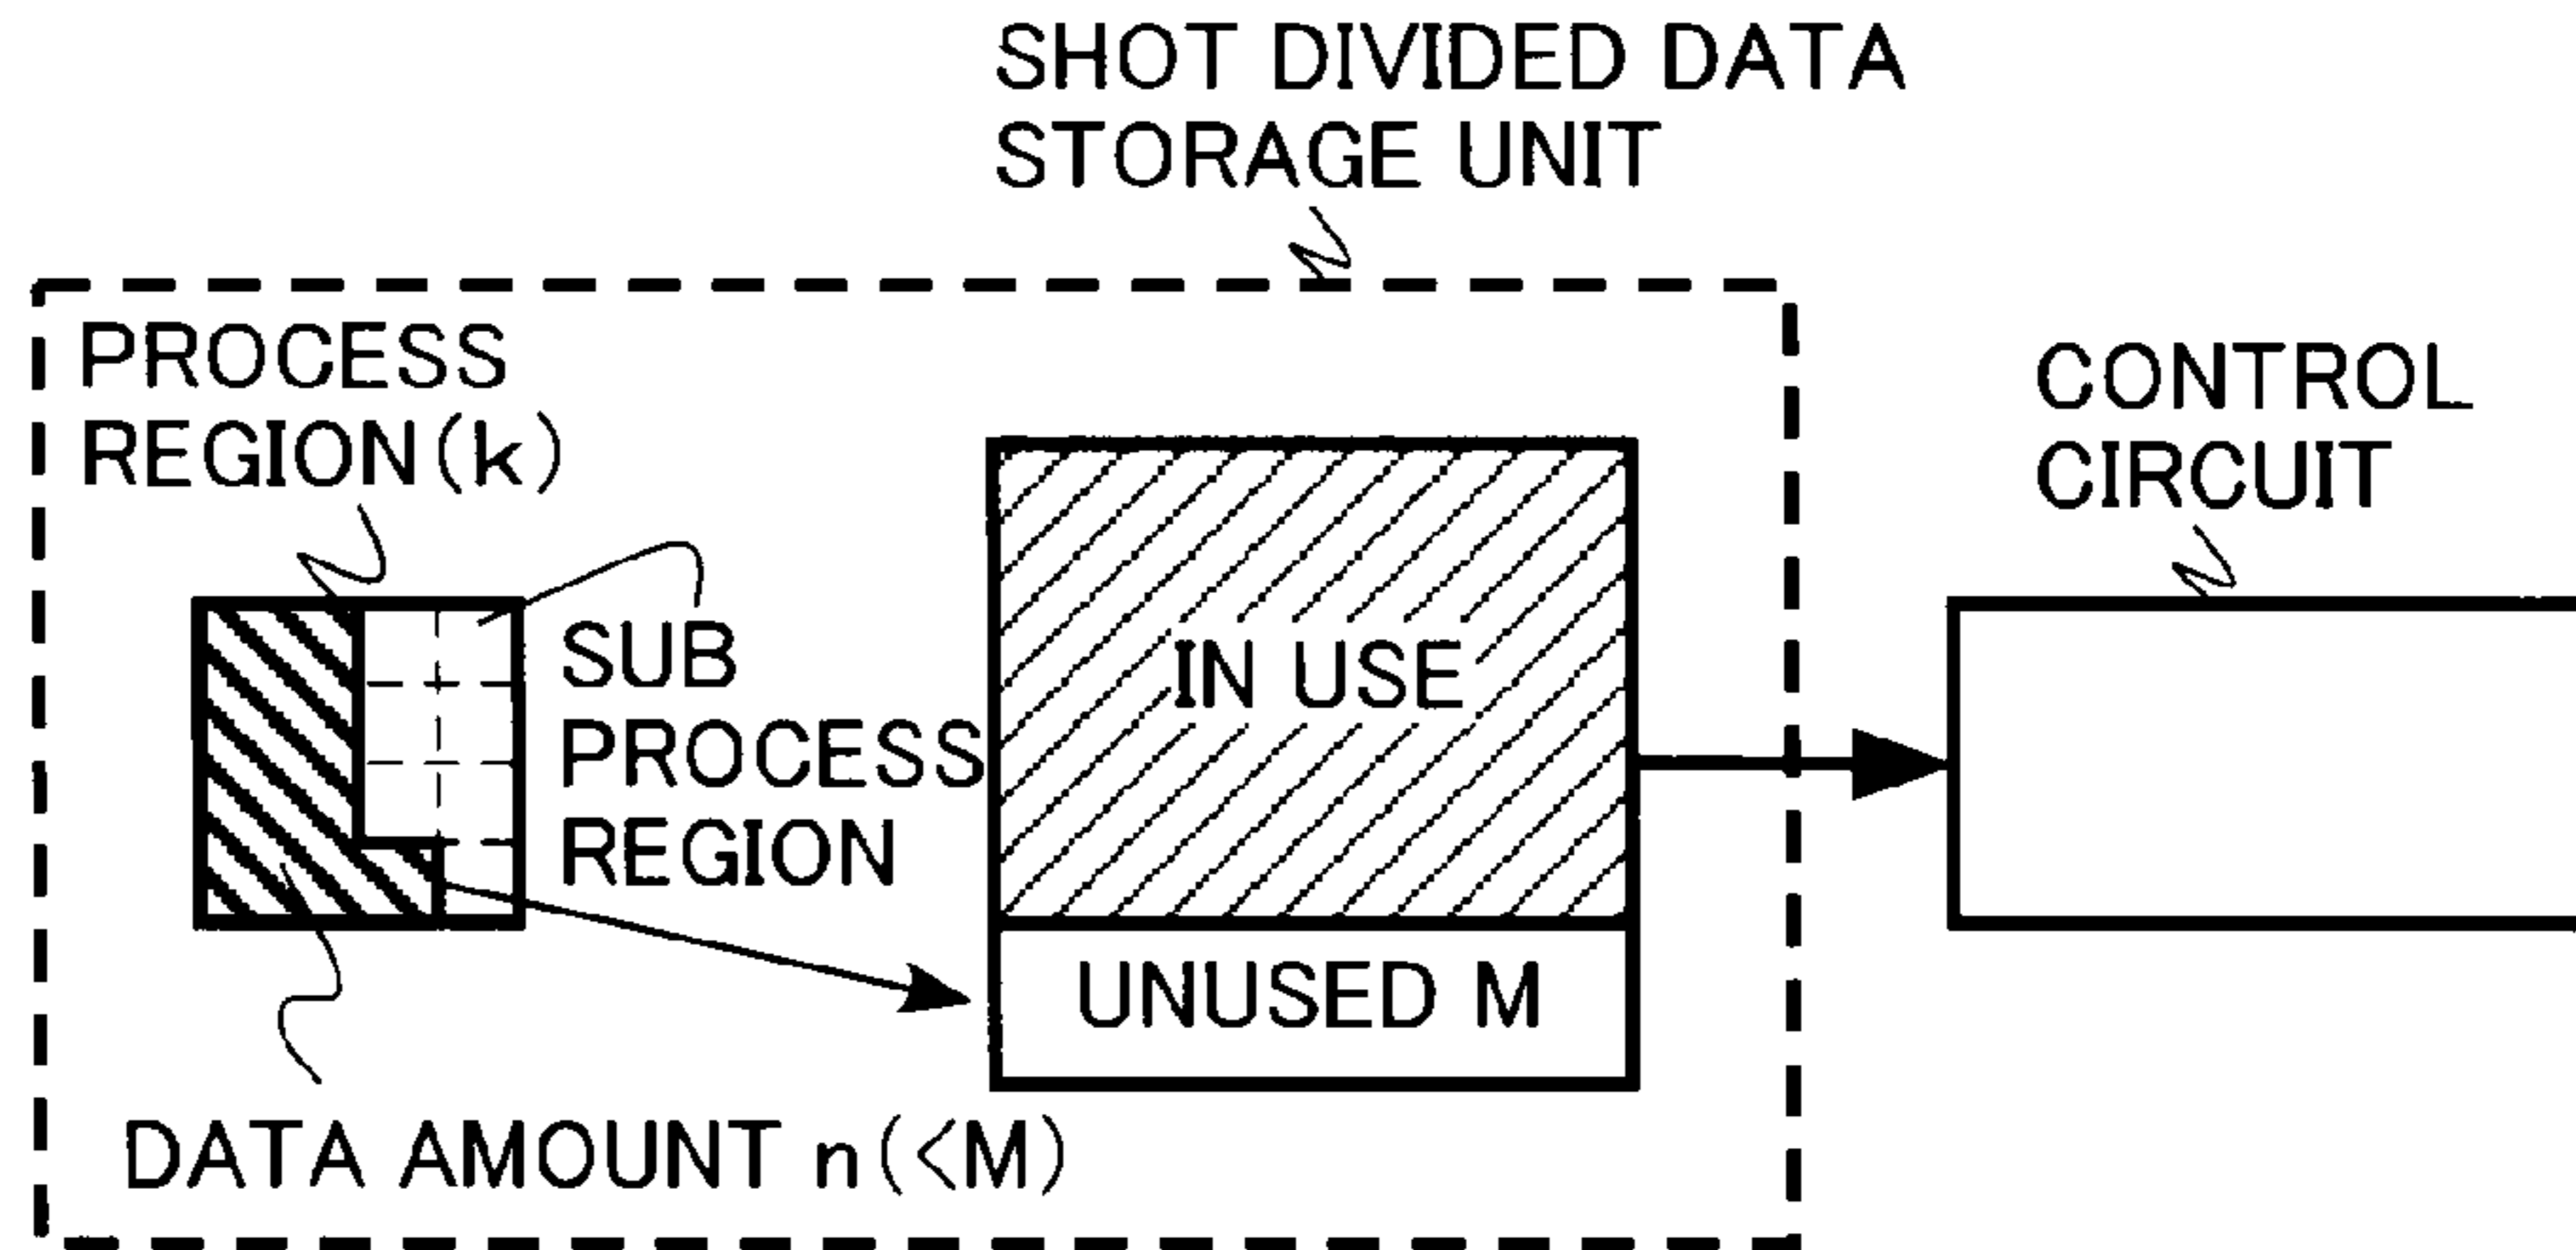 SHOT DIVIDED DATA
STORAGE UNIT
PROCESS
REGION(k)
CONTROL
CIRCUIT
SUB
PROCESS
REGION
IN USE
UNUSED M
DATA AMOUNT n(<M)